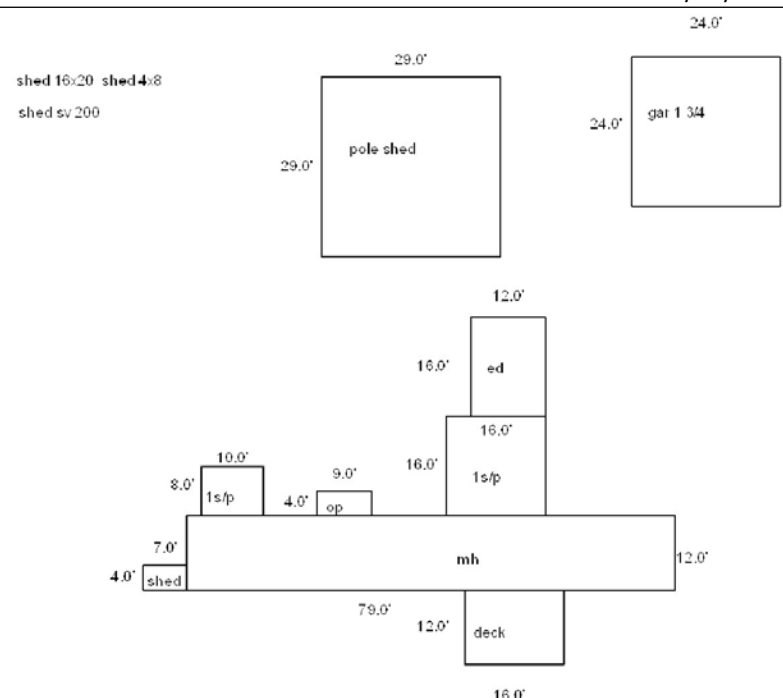 24.0'
29.0'
shed 16x20 shed 4x8
shed sv 200
gar 1 3/4
24.0'
pole shed
29.0'
12.0'
16.0'
ed
16.0'
10.0'
16.0'
9.0'
8.0'
1s/p
1s/p
4.0'
op
7.0'
mh
12.0'
4.0'
shed
79.0'
12.0'
deck
16.0'